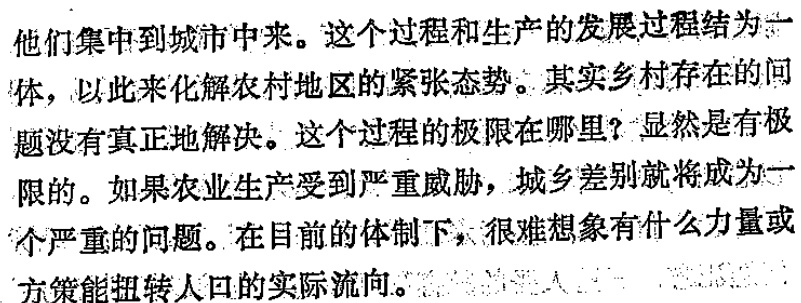 他们集中到城市中来。这个过程和生产的发展过程结为一
体，以此来化解农村地区的紧张态势。其实乡村存在的问
题没有真正地解决。这个过程的极限在哪里？显然是有极
限的。如果农业生产受到严重威胁，城乡差别就将成为一
个严重的问题。在目前的体制下，很难想象有什么力量或
方策能扭转人口的实际流向。